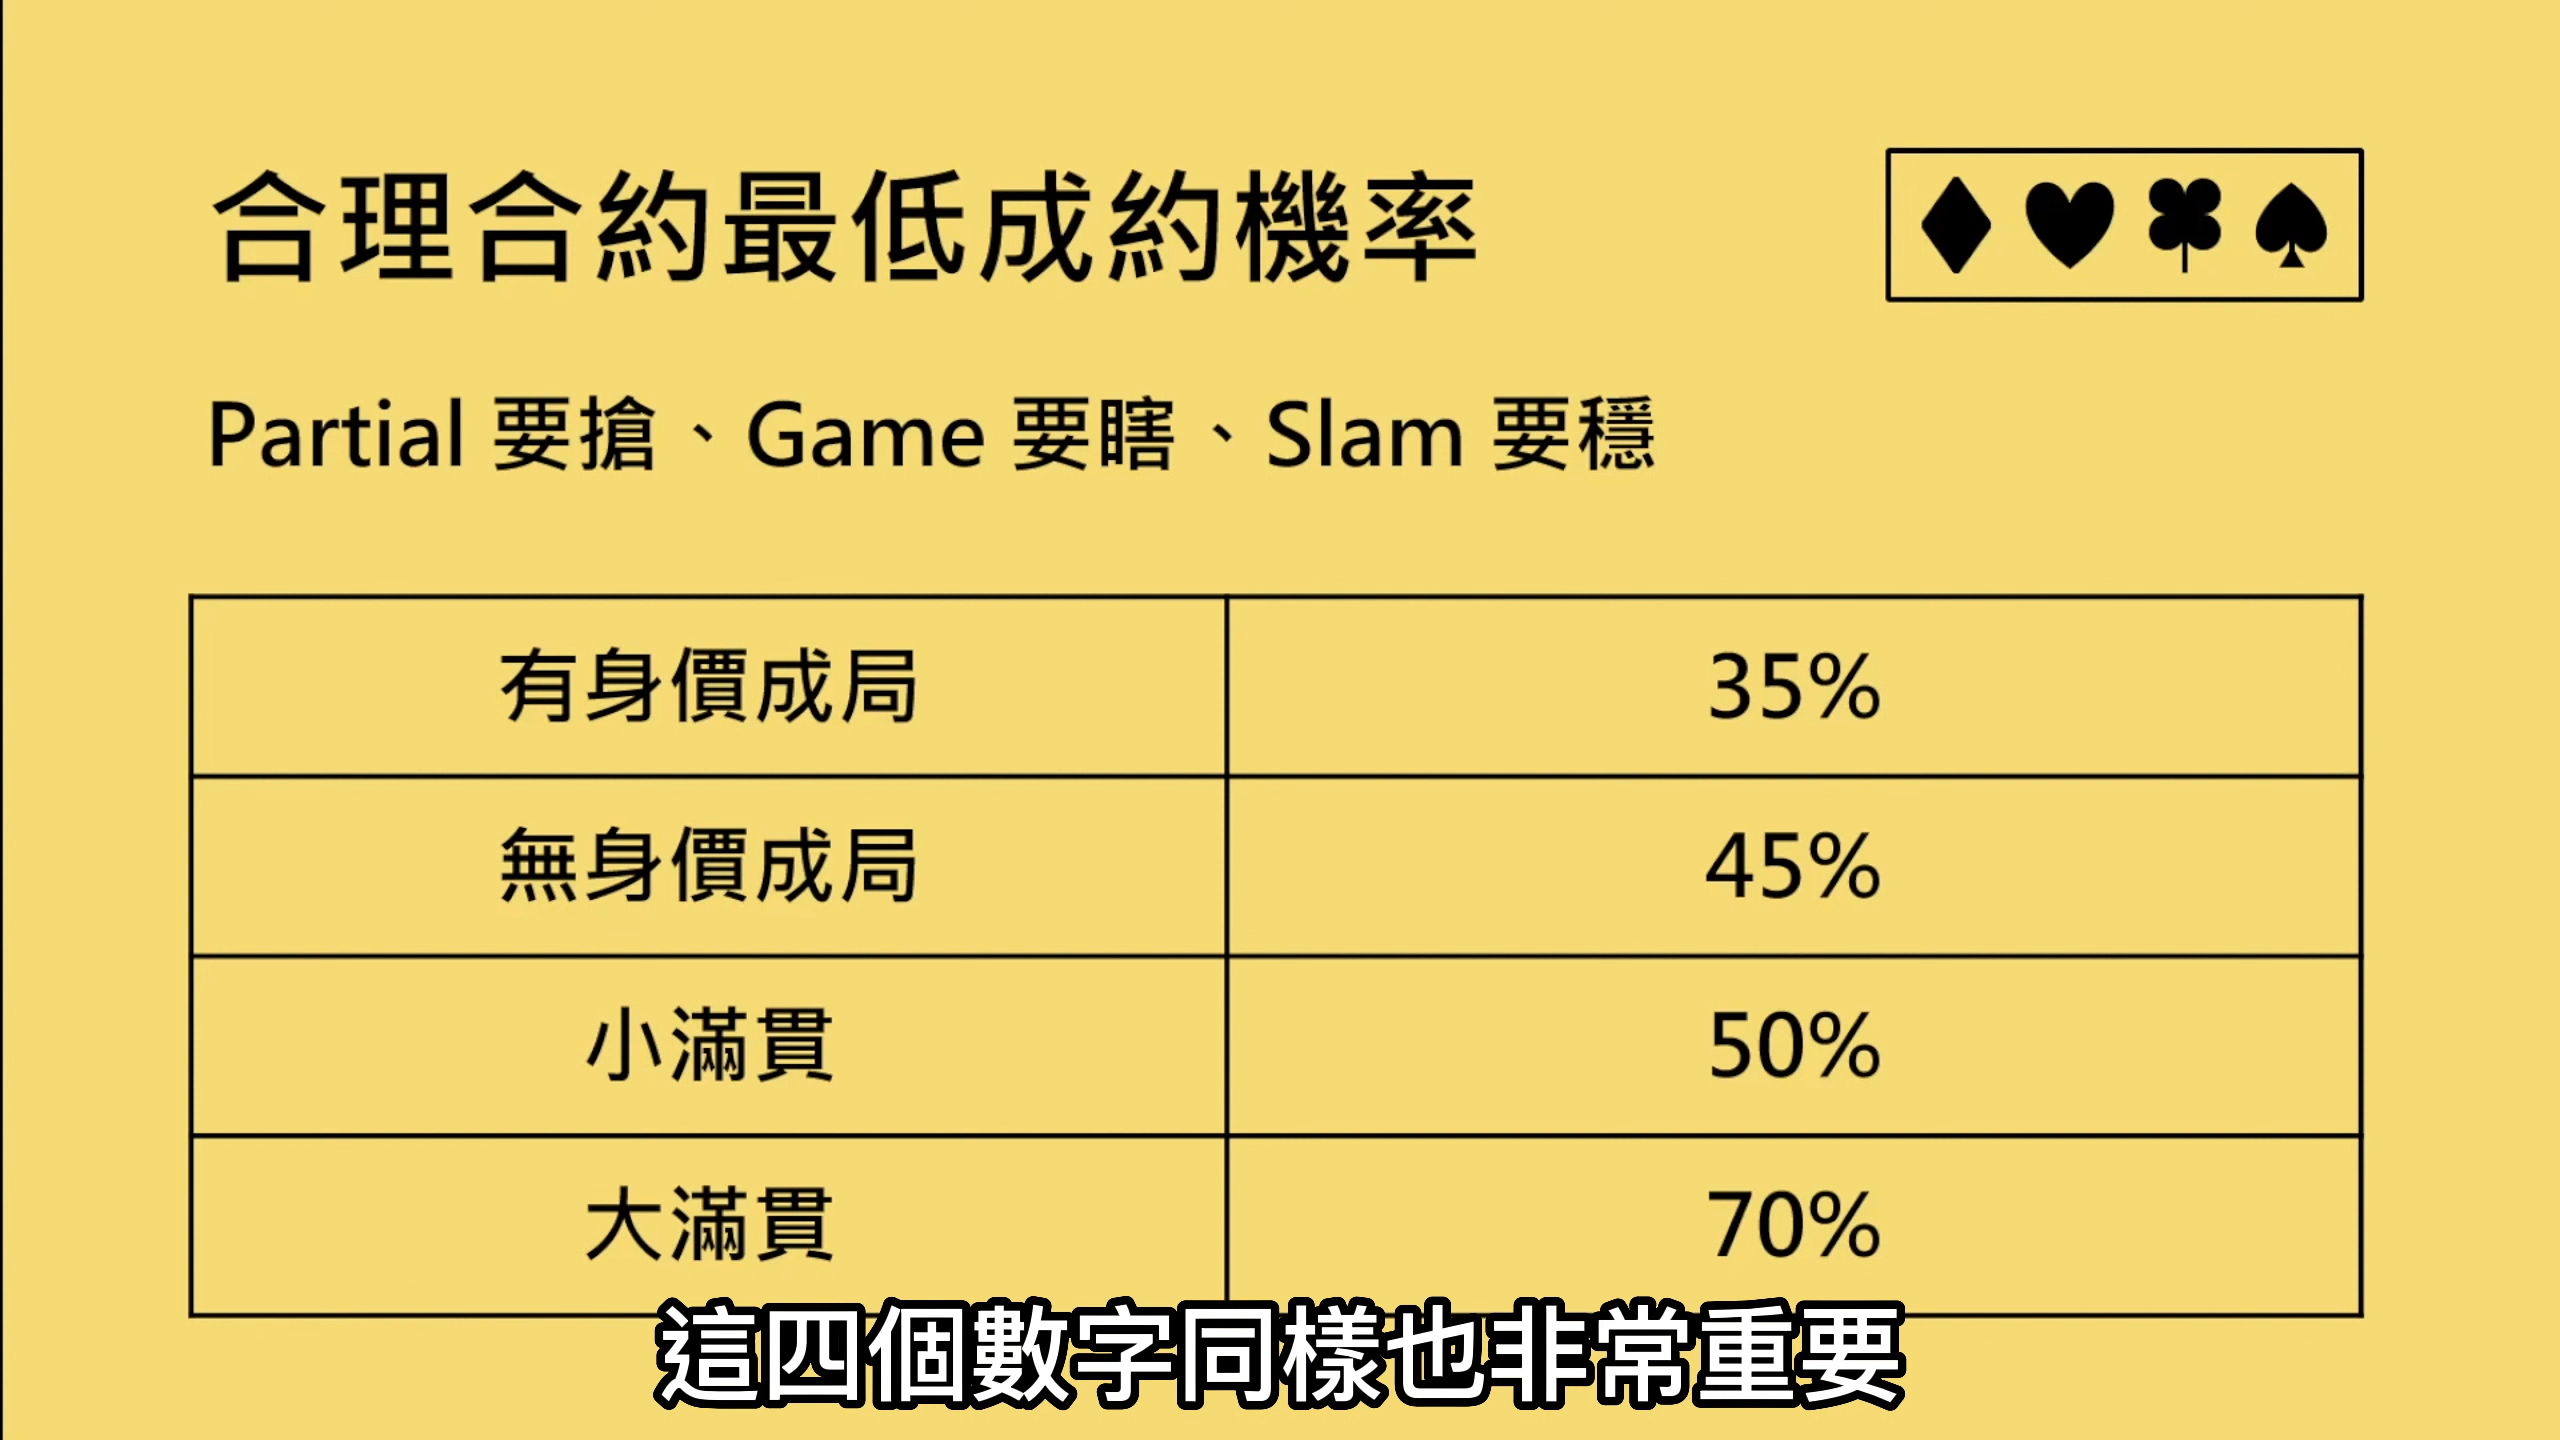 合理合約最低成約機率
Partial 要搶、Game 要瞎、Slam 要穩
有身價成局 35%
無身價成局 45%
小滿貫 50%
大滿貫 70%
這四個數字同樣也非常重要